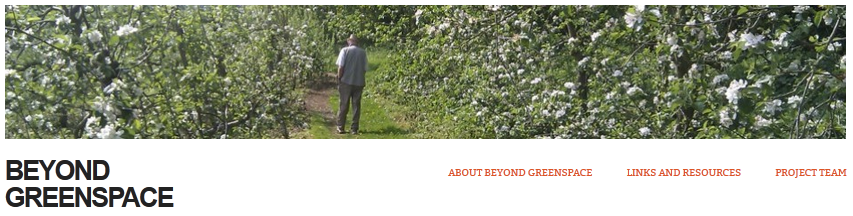 BEYOND
GREENSPACE
ABOUT BEYOND GREENSPACE
LINKS AND RESOURCES
PROJECT TEAM